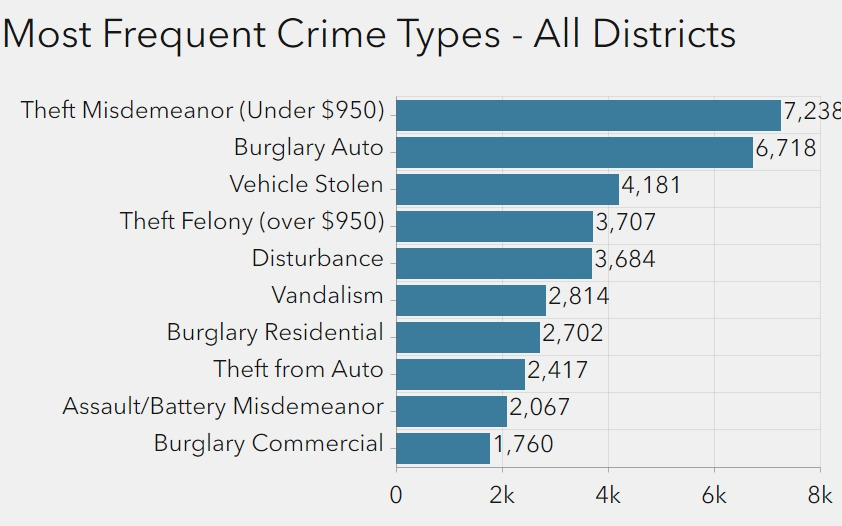 Most Frequent Crime Types - All Districts
Theft Misdemeanor (Under $950) 7,238
Burglary Auto 6,718
Vehicle Stolen 4,181
Theft Felony (over $950) 3,707
Disturbance 3,684
Vandalism 2,814
Burglary Residential 2,702
Theft from Auto 2,417
Assault/Battery Misdemeanor 2,067
Burglary Commercial 1,760
0 2k 4k 6k 8k